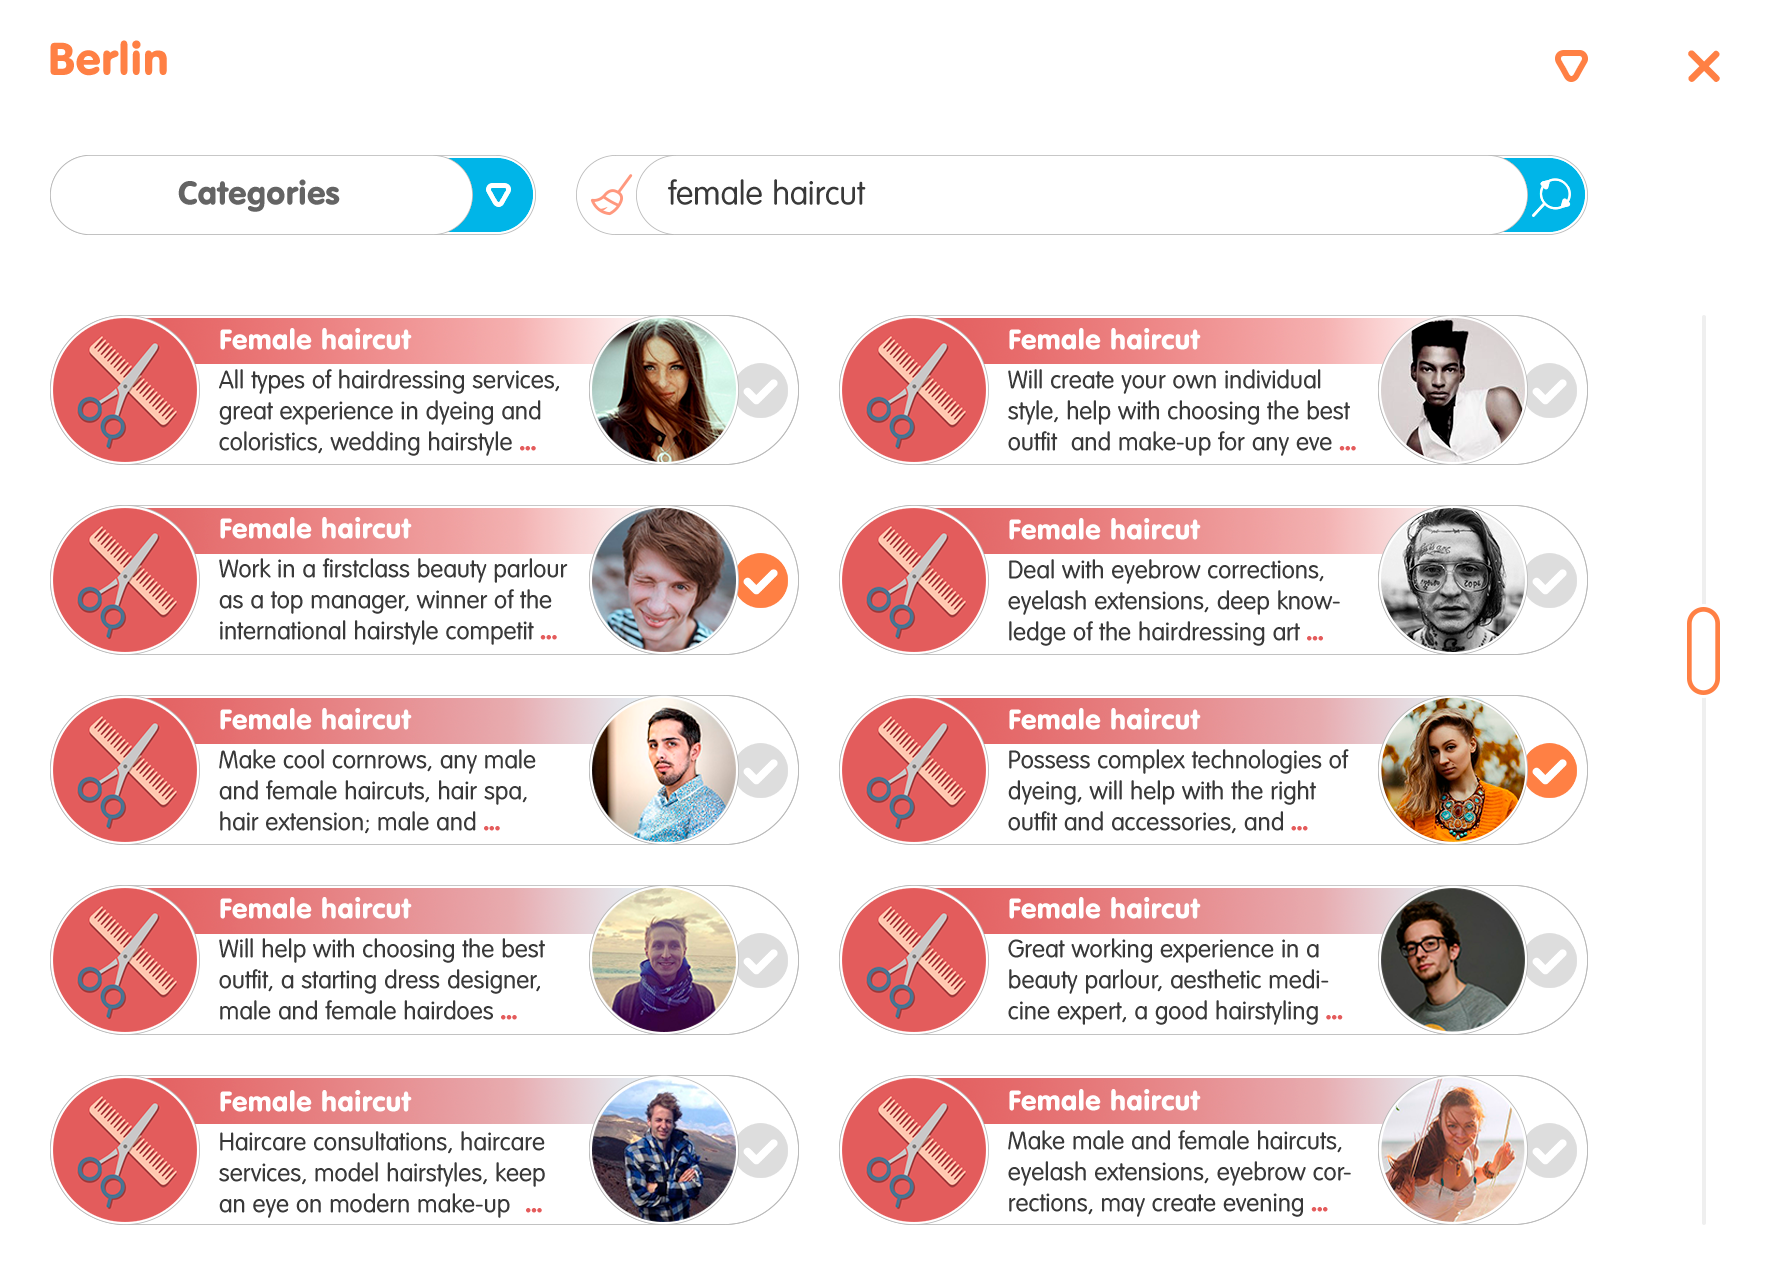 Berlin
Categories
female haircut
Female haircut
All types of hairdressing services,
great experience in dyeing and
coloristics, wedding hairstyle ...
Female haircut
Will create your own individual
style, help with choosing the best
outfit  and make-up for any eve ...
Female haircut
Work in a firstclass beauty parlour
as a top manager, winner of the
international hairstyle competit ...
Female haircut
Deal with eyebrow corrections,
eyelash extensions, deep know-
ledge of the hairdressing art ...
Female haircut
Make cool cornrows, any male
and female haircuts, hair spa,
hair extension; male and ...
Female haircut
Possess complex technologies of
dyeing, will help with the right
outfit and accessories, and ...
Female haircut
Will help with choosing the best
outfit, a starting dress designer,
male and female hairdoes ...
Female haircut
Great working experience in a
beauty parlour, aesthetic medi-
cine expert, a good hairstyling ...
Female haircut
Haircare consultations, haircare
services, model hairstyles, keep
an eye on modern make-up  ...
Female haircut
Make male and female haircuts,
eyelash extensions, eyebrow cor-
rections, may create evening ...